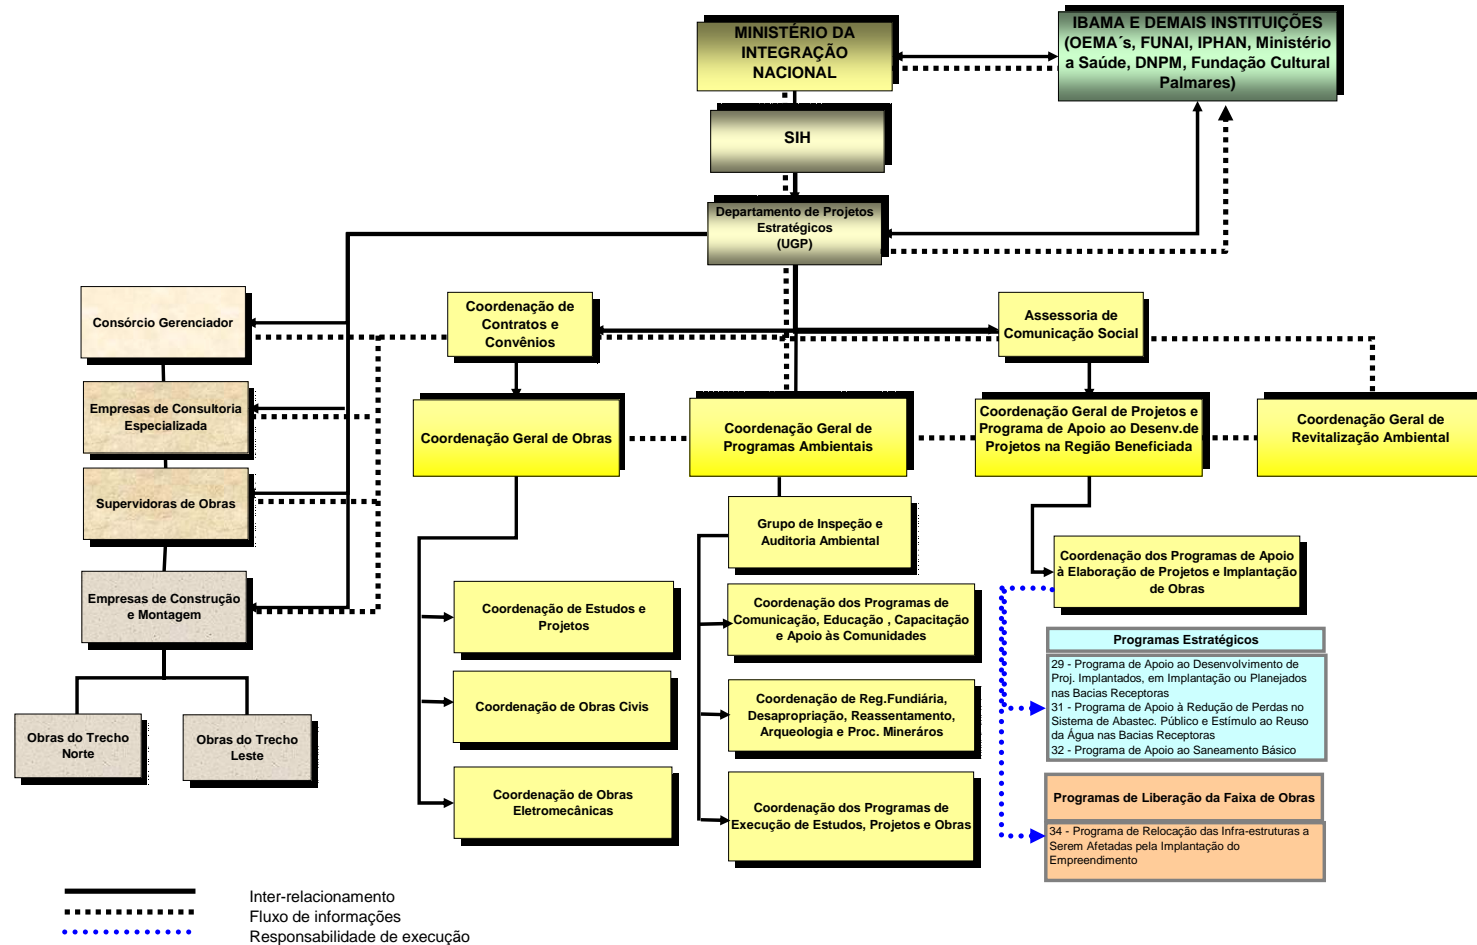 MINISTÉRIO DA
INTEGRAÇÃO
NACIONAL
IBAMA E DEMAIS INSTITUIÇÕES
(OEMA´s, FUNAI, IPHAN, Ministério
a Saúde, DNPM, Fundação Cultural
Palmares)
SIH
Departamento de Projetos
Estratégicos
(UGP)
Consórcio Gerenciador
Coordenação de
Contratos e
Convênios
Assessoria de
Comunicação Social
Empresas de Consultoria
Especializada
Coordenação Geral de Obras
Coordenação Geral de
Programas Ambientais
Coordenação Geral de Projetos e
Programa de Apoio ao Desenv.de
Projetos na Região Beneficiada
Coordenação Geral de
Revitalização Ambiental
Supervidoras de Obras
Grupo de Inspeção e
Auditoria Ambiental
Coordenação dos Programas de Apoio
à Elaboração de Projetos e Implantação
de Obras
Empresas de Construção
e Montagem
Coordenação de Estudos e
Projetos
Coordenação dos Programas de
Comunicação, Educação , Capacitação
e Apoio às Comunidades
Programas Estratégicos
29 - Programa de Apoio ao Desenvolvimento de
Proj. Implantados, em Implantação ou Planejados
nas Bacias Receptoras
31 - Programa de Apoio à Redução de Perdas no
Sistema de Abastec. Público e Estímulo ao Reuso
da Água nas Bacias Receptoras
32 - Programa de Apoio ao Saneamento Básico
Coordenação de Obras Civis
Coordenação de Reg.Fundiária,
Desapropriação, Reassentamento,
Arqueologia e Proc. Mineráros
Obras do Trecho
Norte
Obras do Trecho
Leste
Coordenação de Obras
Eletromecânicas
Coordenação dos Programas de
Execução de Estudos, Projetos e Obras
Programas de Liberação da Faixa de Obras
34 - Programa de Relocação das Infra-estruturas a
Serem Afetadas pela Implantação do
Empreendimento
Inter-relacionamento
Fluxo de informações
Responsabilidade de execução